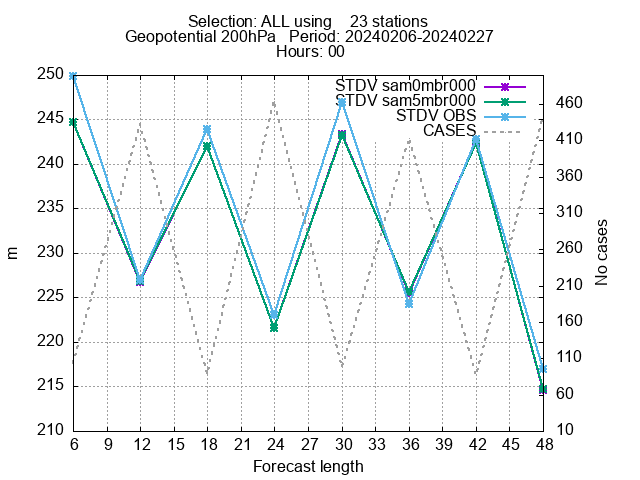 Selection: ALL using    23 stations
Geopotential 200hPa   Period: 20240206-20240227
Hours: 00
STDV sam0mbr000
STDV sam5mbr000
STDV OBS
CASES
250
245
240
235
230
225
220
215
210
460
410
360
310
260
210
160
110
60
10
m
No cases
6 9 12 15 18 21 24 27 30 33 36 39 42 45 48
Forecast length